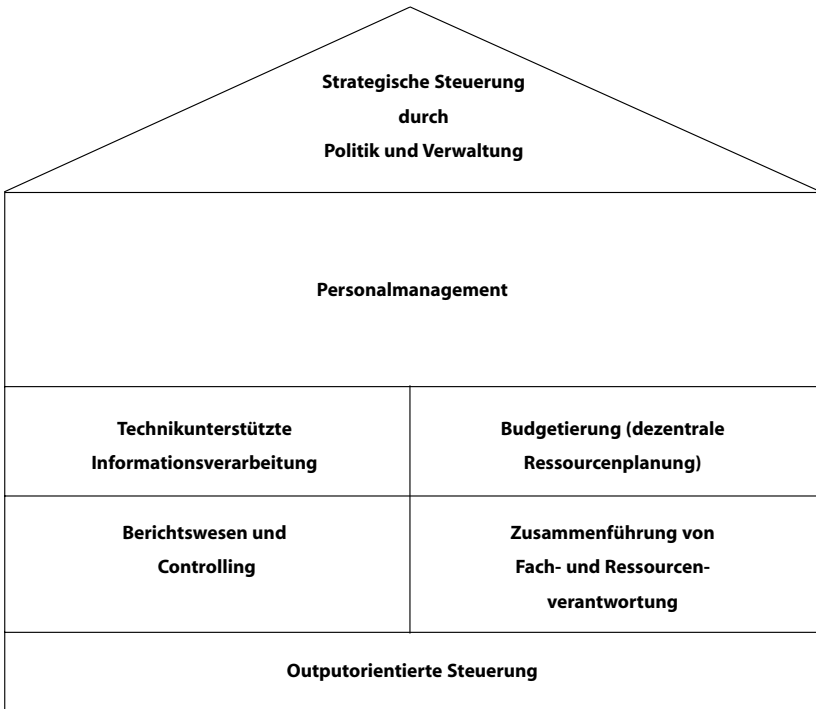 Strategische Steuerung
durch
Politik und Verwaltung
Personalmanagement
Technikunterstützte
Informationsverarbeitung
Budgetierung (dezentrale
Ressourcenplanung)
Berichtswesen und
Controlling
Zusammenführung von
Fach- und Ressourcen-
verantwortung
Outputorientierte Steuerung